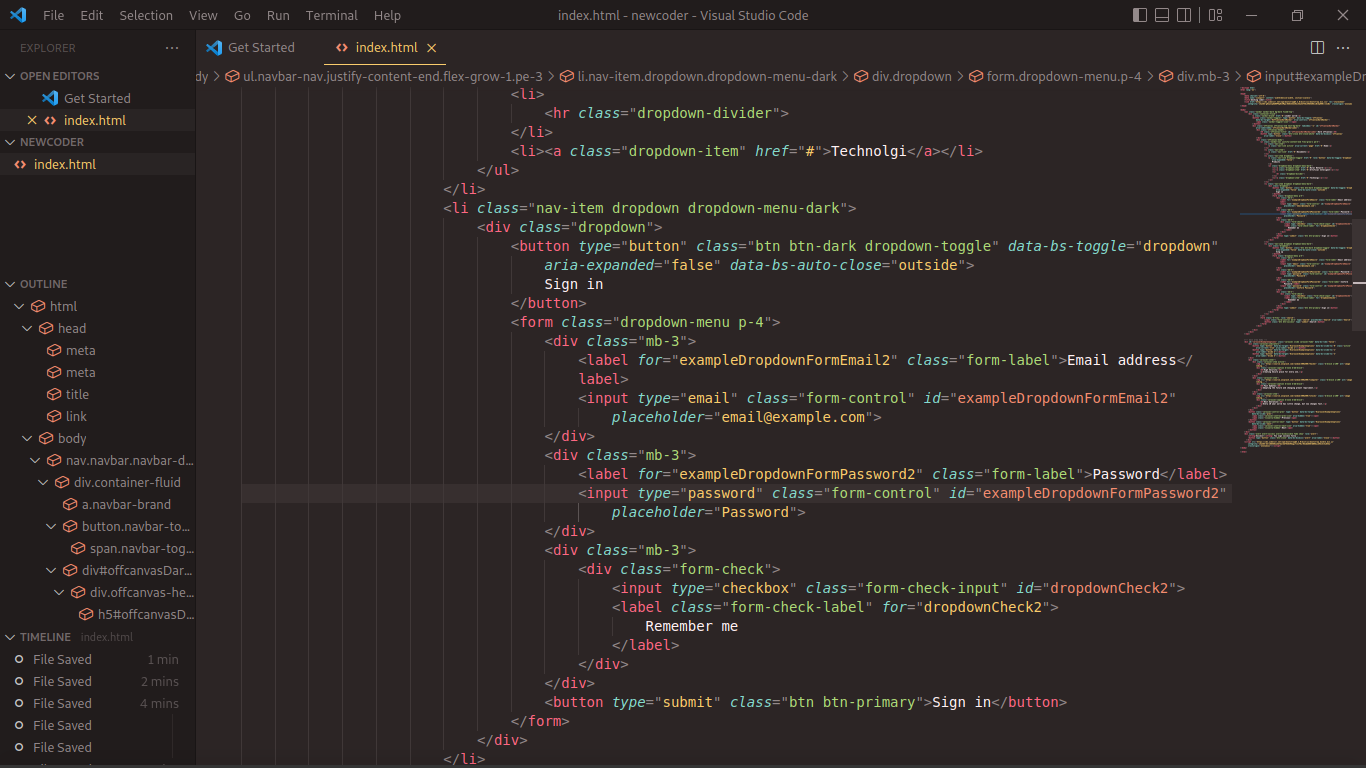 File Edit Selection View Go Run Terminal Help index.html - newcoder - Visual Studio Code
EXPLORER ···
OPEN EDITORS
Get Started
index.html
NEWCODER
index.html
OUTLINE
html
head
meta
meta
title
link
body
nav.navbar.navbar-d...
div.container-fluid
a.navbar-brand
button.navbar-to...
span.navbar-tog...
div#offcanvasDar...
div.offcanvas-he...
h5#offcanvasD...
TIMELINE index.html
File Saved 1 min
File Saved 2 mins
File Saved 4 mins
File Saved
File Saved
Get Started index.html
dy > ul.navbar-nav.justify-content-end.flex-grow-1.pe-3 > li.nav-item.dropdown.dropdown-menu-dark > div.dropdown > form.dropdown-menu.p-4 > div.mb-3 > input#exampleDr
<li>
<hr class="dropdown-divider">
</li>
<li><a class="dropdown-item" href="#">Technolgi</a></li>
</ul>
</li>
<li class="nav-item dropdown dropdown-menu-dark">
<div class="dropdown">
<button type="button" class="btn btn-dark dropdown-toggle" data-bs-toggle="dropdown"
aria-expanded="false" data-bs-auto-close="outside">
Sign in
</button>
<form class="dropdown-menu p-4">
<div class="mb-3">
<label for="exampleDropdownFormEmail2" class="form-label">Email address</
label>
<input type="email" class="form-control" id="exampleDropdownFormEmail2"
placeholder="email@example.com">
</div>
<div class="mb-3">
<label for="exampleDropdownFormPassword2" class="form-label">Password</label>
<input type="password" class="form-control" id="exampleDropdownFormPassword2"
placeholder="Password">
</div>
<div class="mb-3">
<div class="form-check">
<input type="checkbox" class="form-check-input" id="dropdownCheck2">
<label class="form-check-label" for="dropdownCheck2">
Remember me
</label>
</div>
</div>
<button type="submit" class="btn btn-primary">Sign in</button>
</form>
</div>
</li>